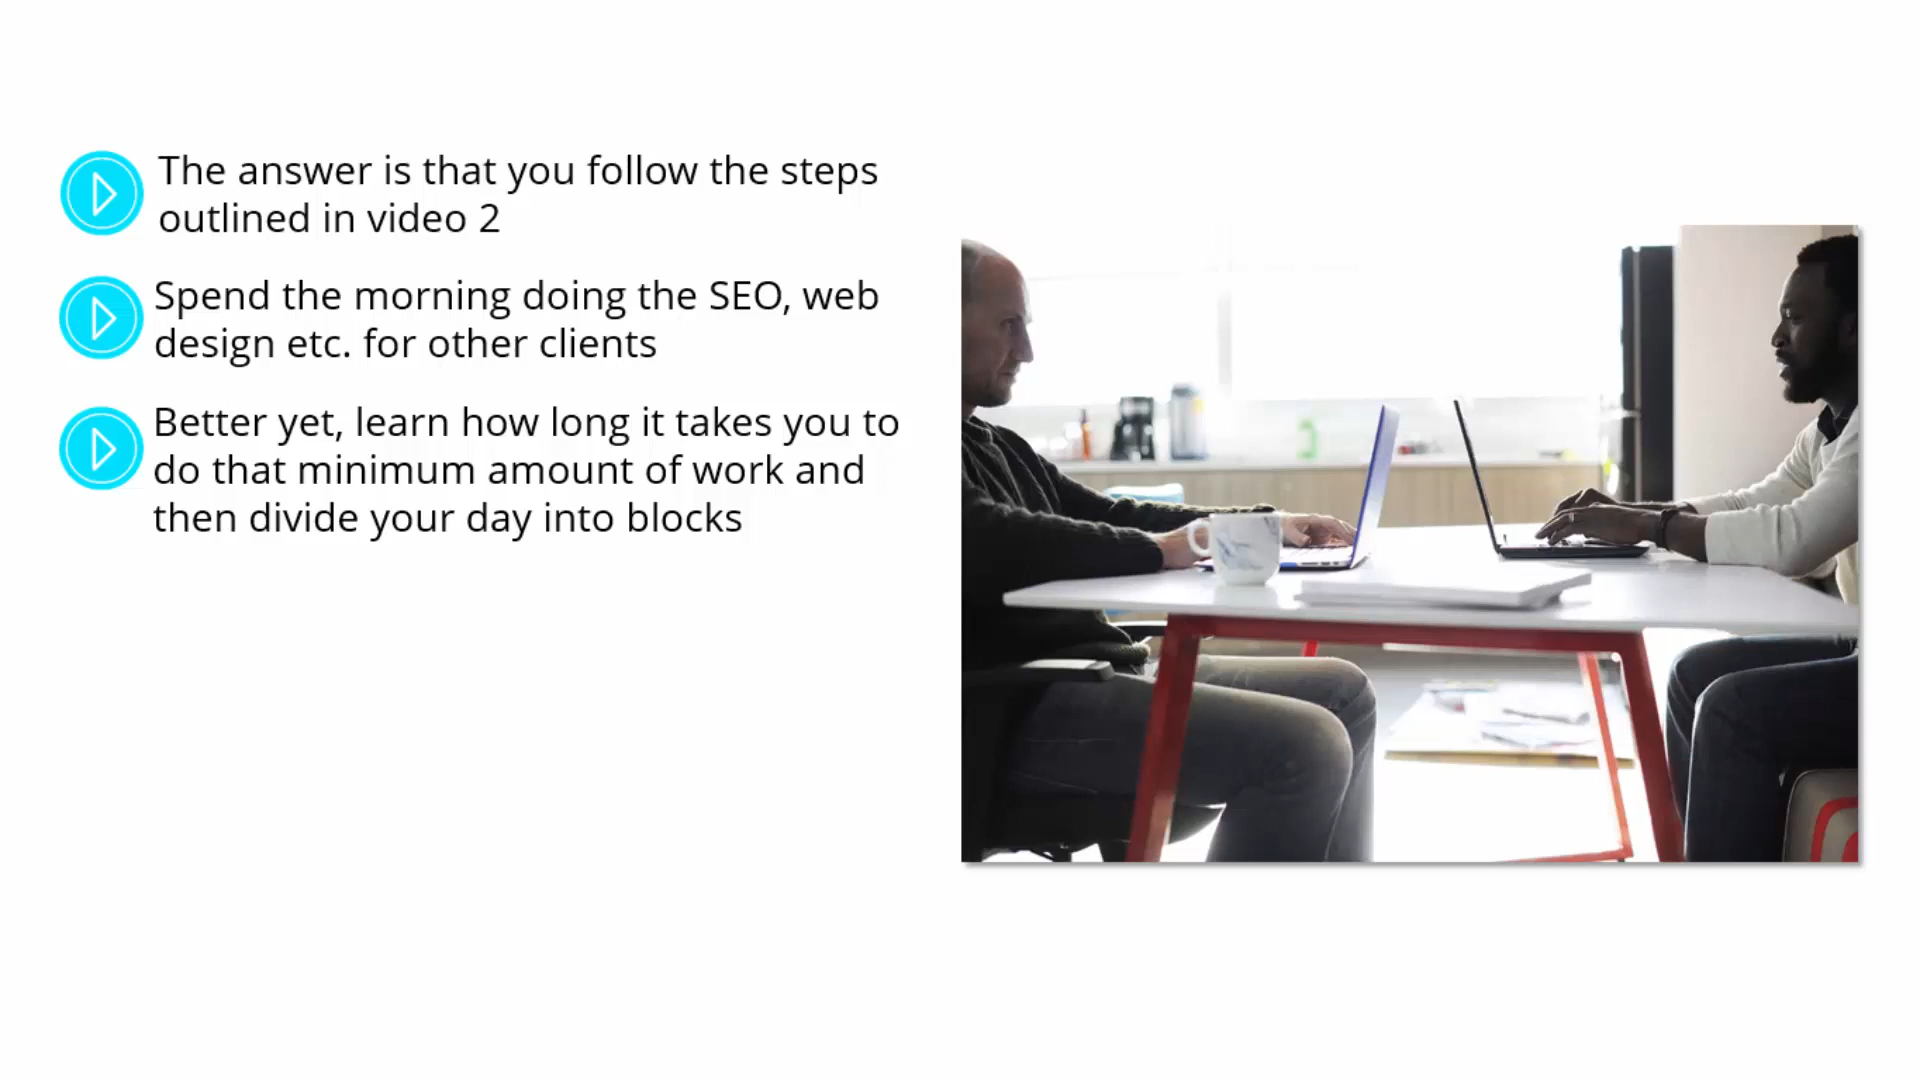 The answer is that you follow the steps
outlined in video 2
Spend the morning doing the SEO, web
design etc. for other clients
Better yet, learn how long it takes you to
do that minimum amount of work and
then divide your day into blocks